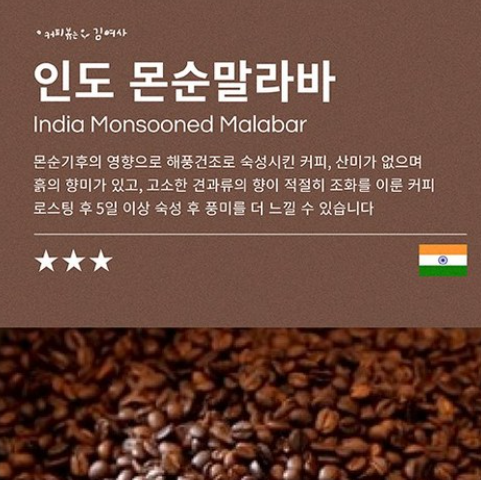 커피볶는 김여사
인도 몬순말라바
India Monsooned Malabar
몬순기후의 영향으로 해풍건조로 숙성시킨 커피, 산미가 없으며
흙의 향미가 있고, 고소한 견과류의 향이 적절히 조화를 이룬 커피
로스팅 후 5일 이상 숙성 후 풍미를 더 느낄 수 있습니다